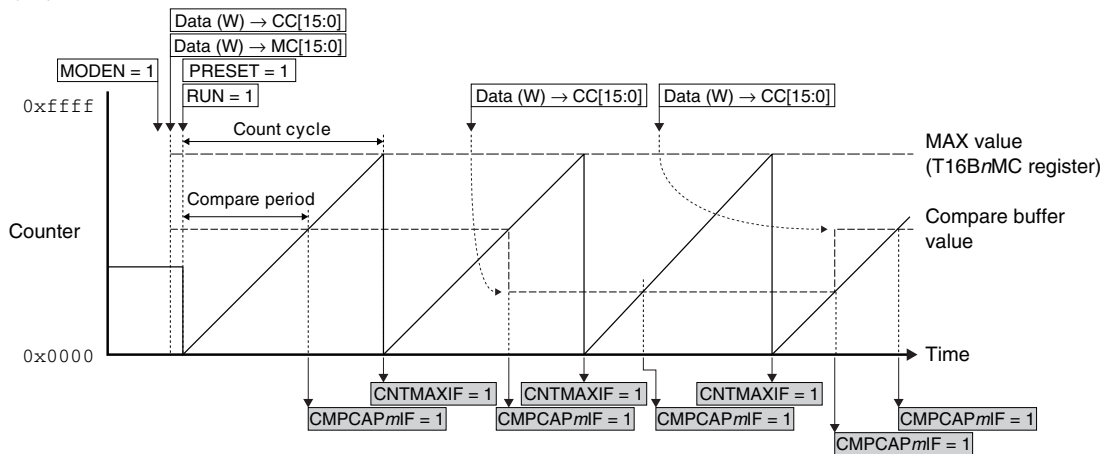 Data (W) → CC[15:0]
Data (W) → MC[15:0]
MODEN = 1
PRESET = 1
RUN = 1
Data (W) → CC[15:0]
Data (W) → CC[15:0]
0xffff
Count cycle
MAX value
(T16BnMC register)
Compare period
Counter
Compare buffer
value
0x0000
Time
CNTMAXIF = 1
CNTMAXIF = 1
CNTMAXIF = 1
CMPCAPmIF = 1
CMPCAPmIF = 1
CMPCAPmIF = 1
CMPCAPmIF = 1
CMPCAPmIF = 1